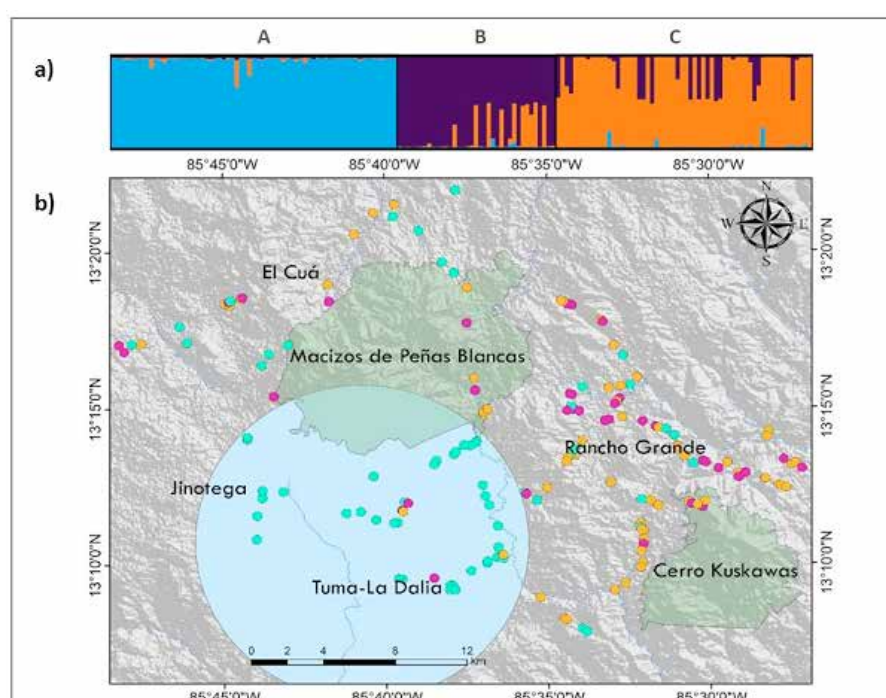 A B C
a)
85°45'0"W 85°40'0"W 85°35'0"W 85°30'0"W
b)
N
W E
S
13°20'0"N 13°20'0"N
El Cuá
Macizos de Peñas Blancas
13°15'0"N 13°15'0"N
Rancho Grande
Jinotega
13°10'0"N 13°10'0"N
Cerro Kuskawas
Tuma-La Dalia
0 2 4 8 12
km
85°45'0"W 85°40'0"W 85°35'0"W 85°30'0"W